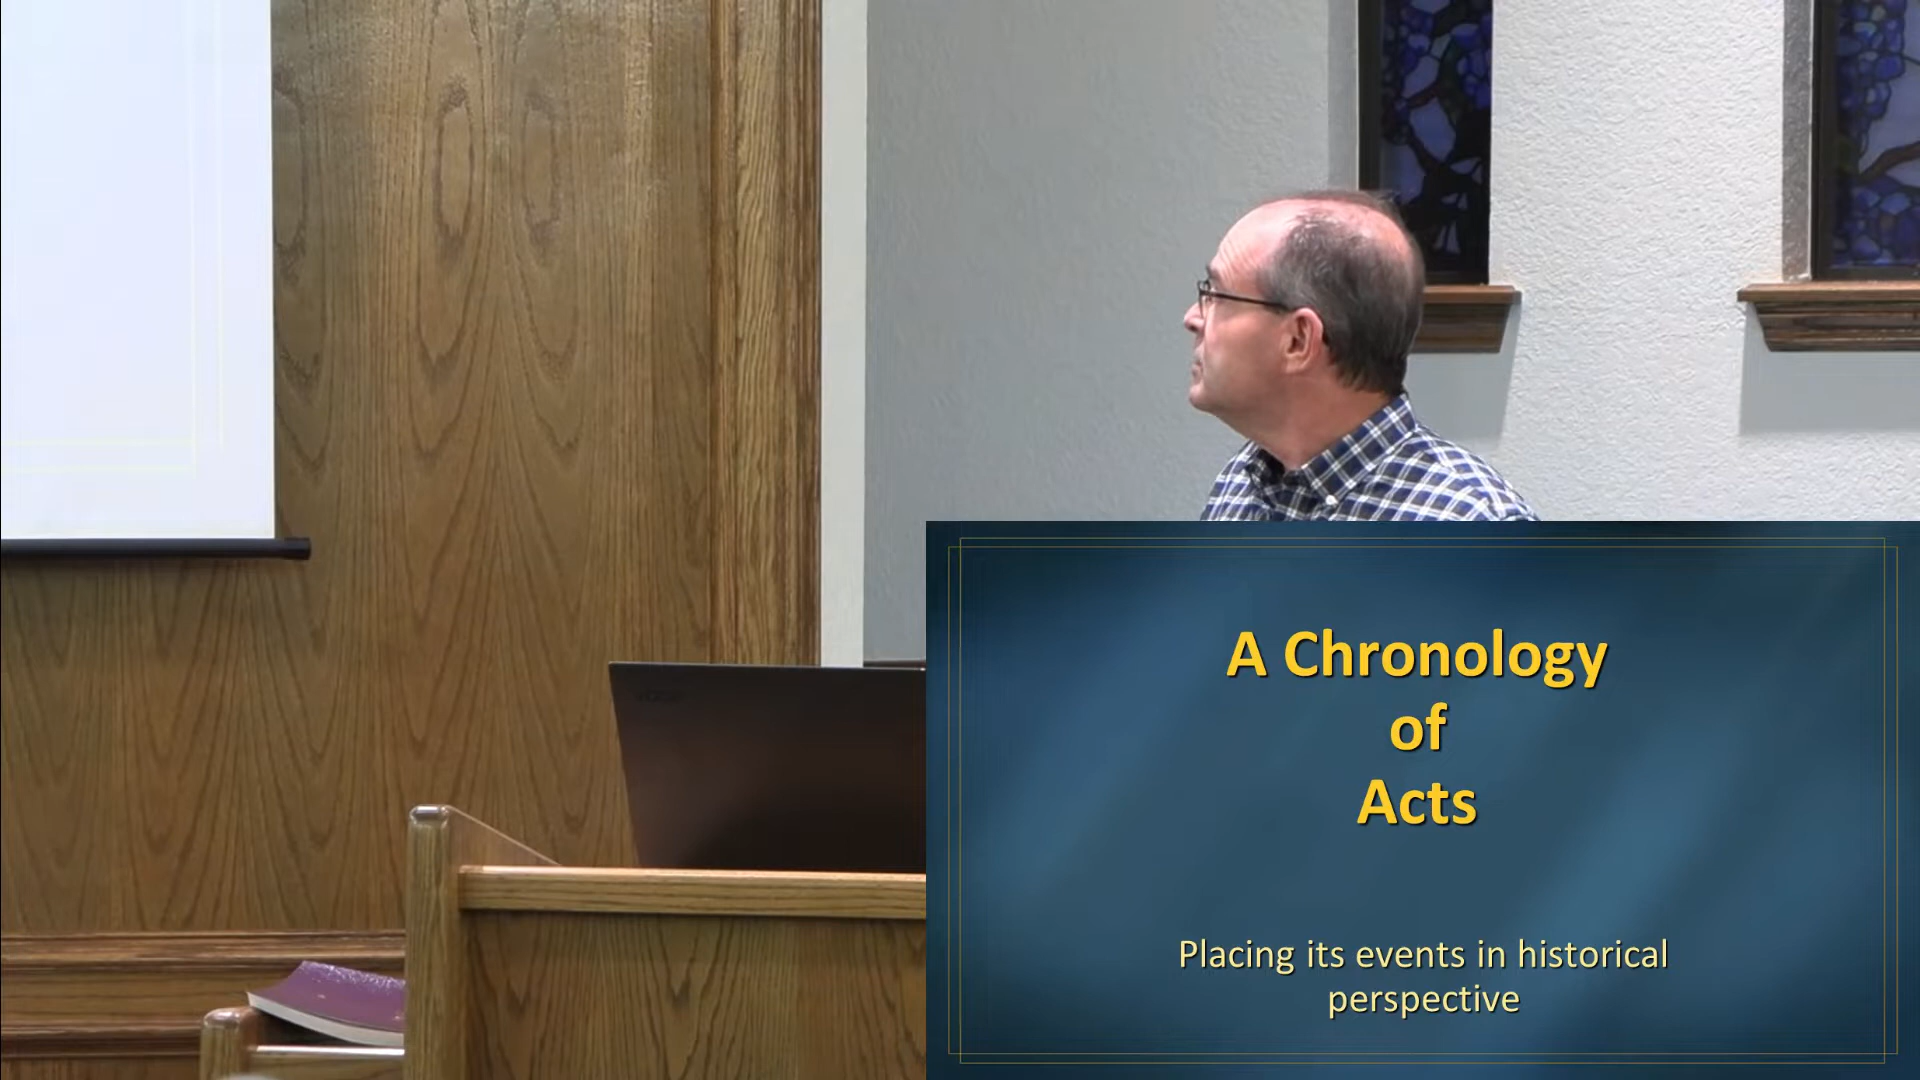 A Chronology
of
Acts
Placing its events in historical
perspective